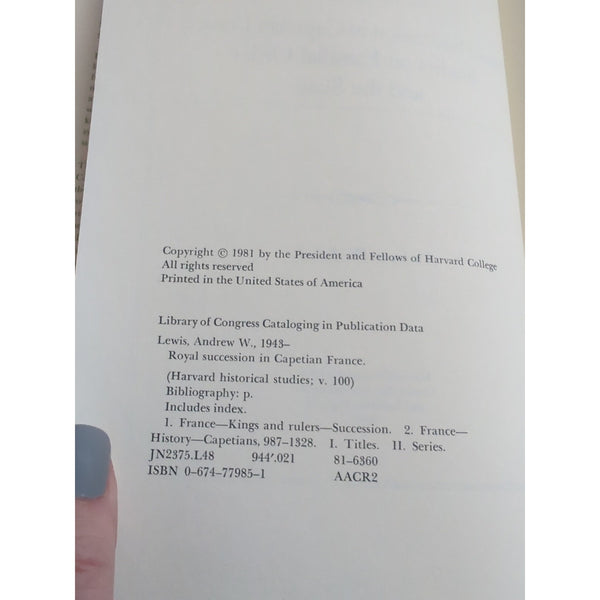 Copyright © 1981 by the President and Fellows of Harvard College
All rights reserved
Printed in the United States of America
Library of Congress Cataloging in Publication Data
Lewis, Andrew W., 1943–
Royal succession in Capetian France.
(Harvard historical studies; v. 100)
Bibliography: p.
Includes index.
1. France—Kings and rulers—Succession. 2. France—
History—Capetians, 987–1328. I. Titles. II. Series.
JN2375.L48 944′.021 81–6360
ISBN 0–674–77985–1 AACR2